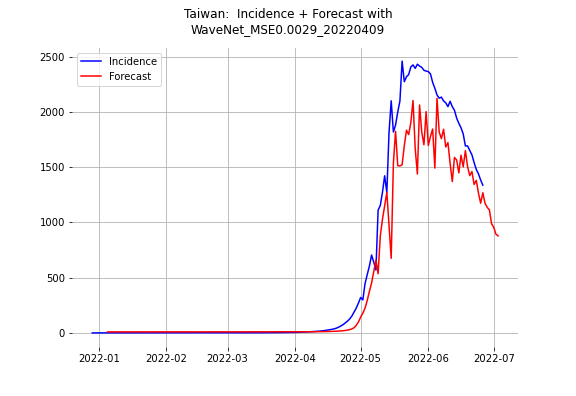 Taiwan:  Incidence + Forecast with
WaveNet_MSE0.0029_20220409
Incidence
Forecast
2500
2000
1500
1000
500
0
2022-01 2022-02 2022-03 2022-04 2022-05 2022-06 2022-07